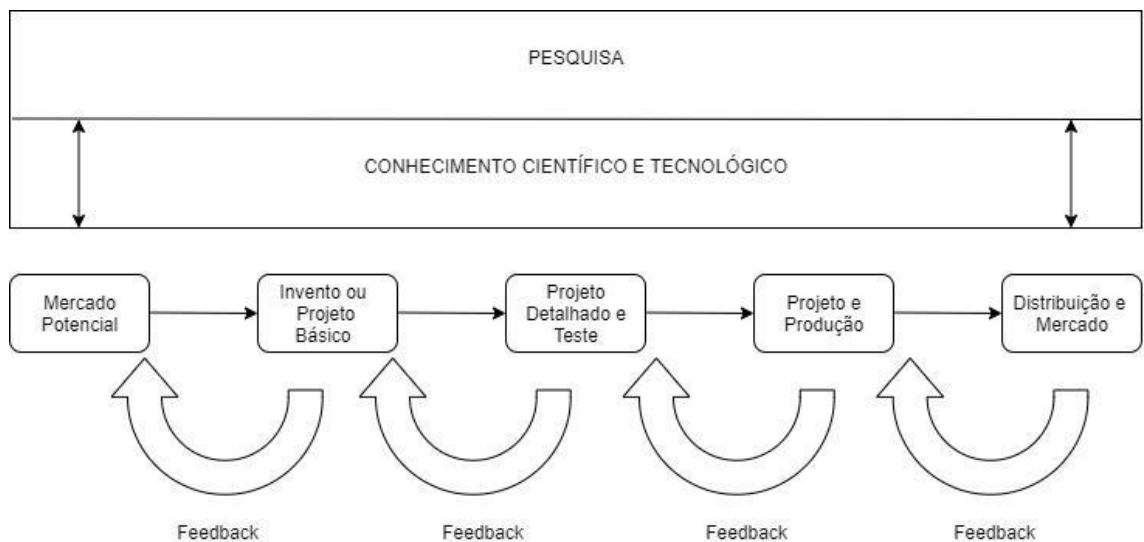 PESQUISA
CONHECIMENTO CIENTÍFICO E TECNOLÓGICO
Mercado
Potencial
Invento ou
Projeto
Básico
Projeto
Detalhado e
Teste
Projeto e
Produção
Distribuição e
Mercado
Feedback
Feedback
Feedback
Feedback